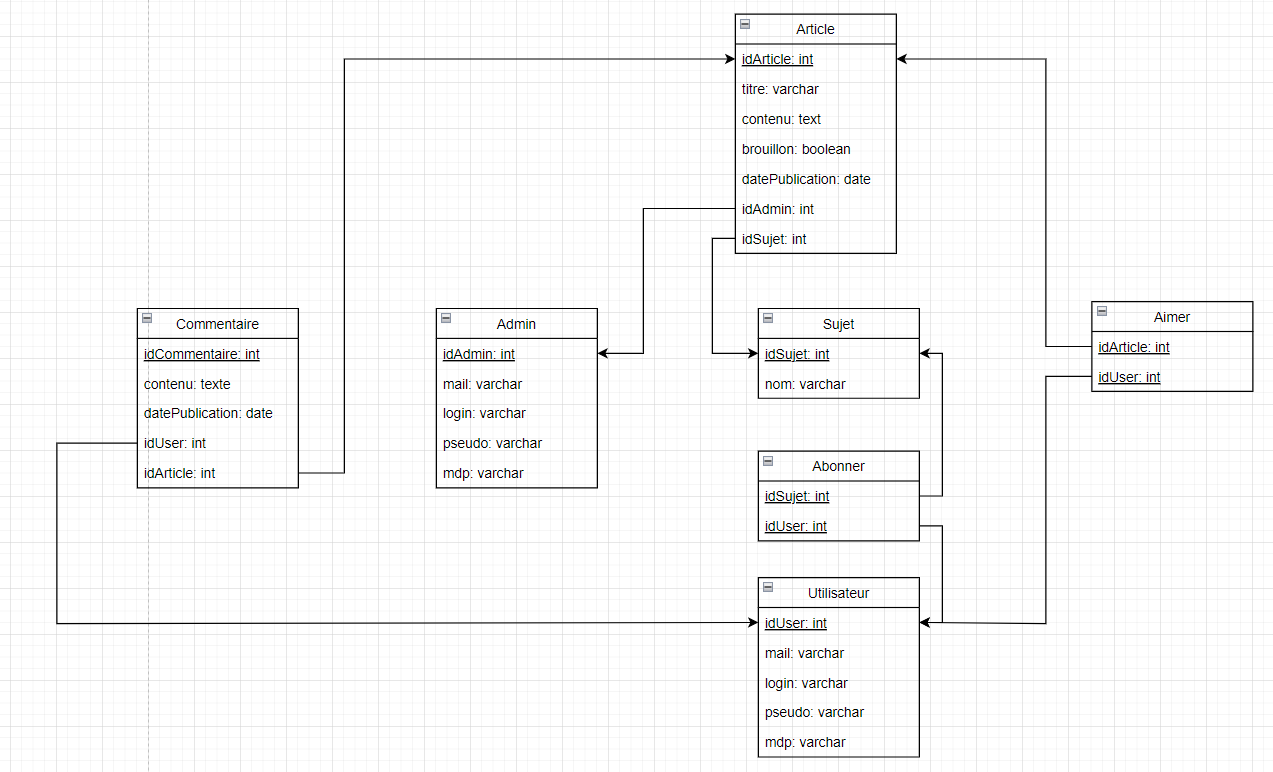 Article
idArticle: int
titre: varchar
contenu: text
brouillon: boolean
datePublication: date
idAdmin: int
idSujet: int
Commentaire
idCommentaire: int
contenu: texte
datePublication: date
idUser: int
idArticle: int
Admin
idAdmin: int
mail: varchar
login: varchar
pseudo: varchar
mdp: varchar
Sujet
idSujet: int
nom: varchar
Aimer
idArticle: int
idUser: int
Abonner
idSujet: int
idUser: int
Utilisateur
idUser: int
mail: varchar
login: varchar
pseudo: varchar
mdp: varchar